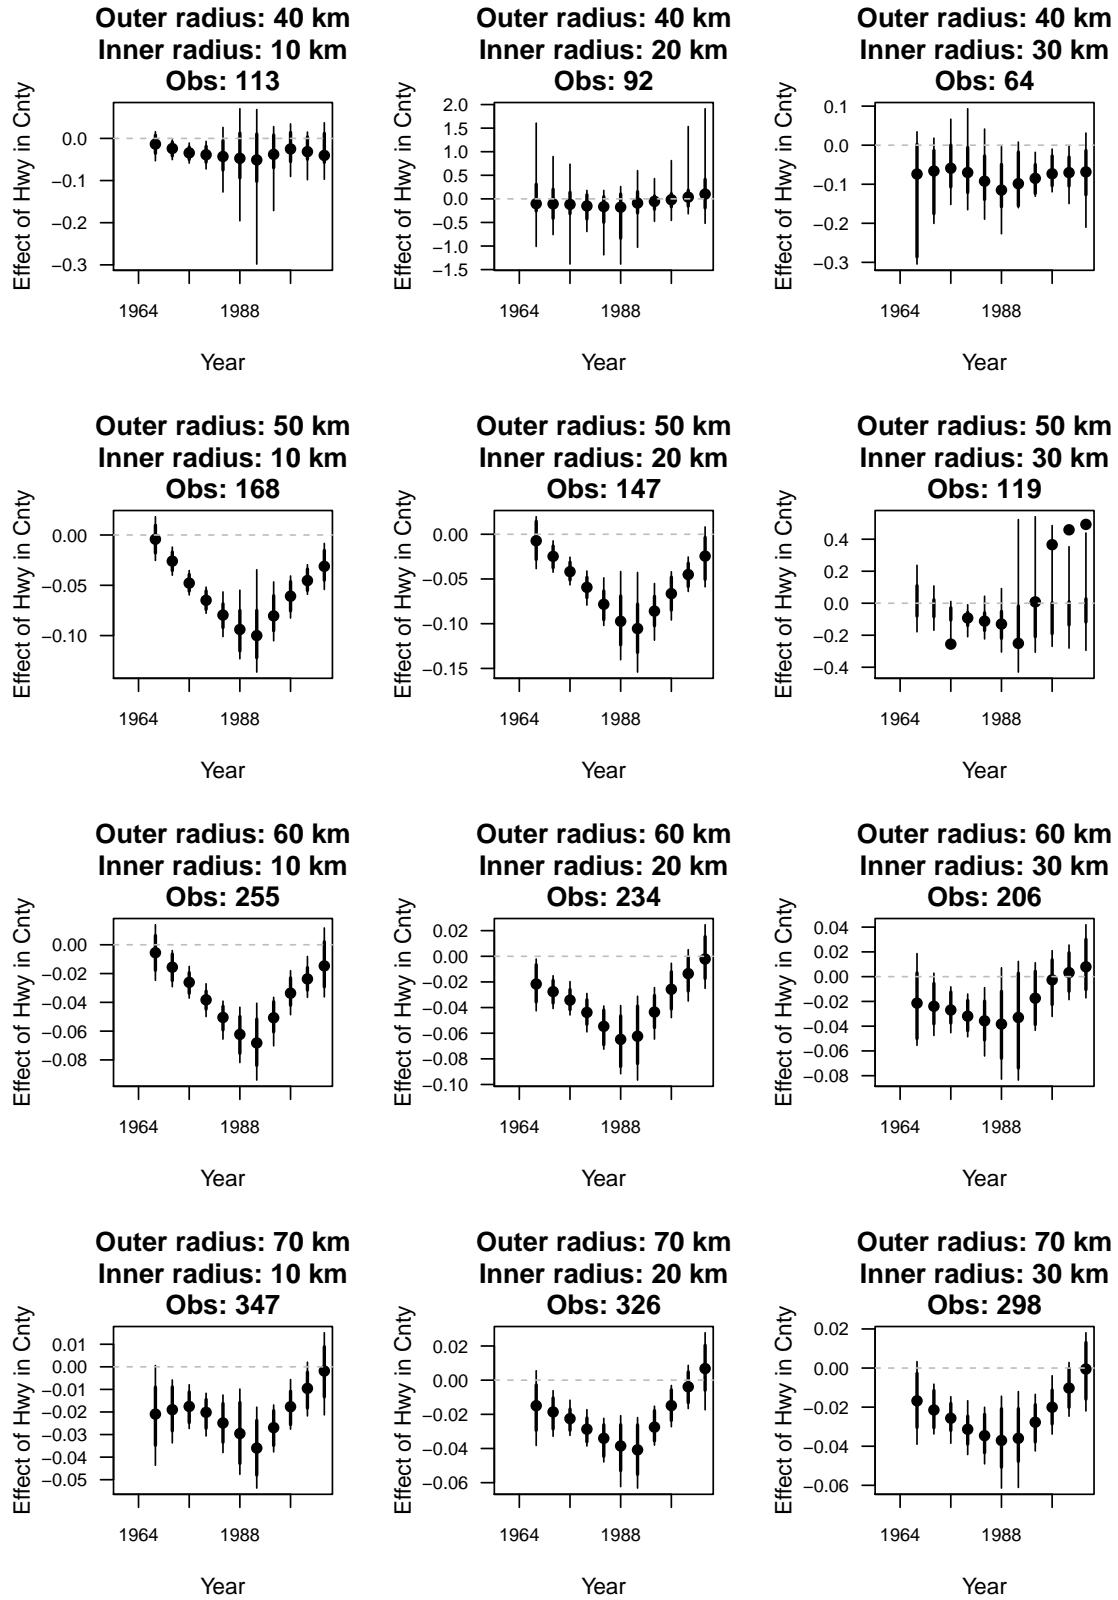 Outer radius: 40 km
Inner radius: 10 km
Obs: 113
Effect of Hwy in Cnty
0.0
−0.1
−0.2
−0.3
1964
1988
Year
Outer radius: 40 km
Inner radius: 20 km
Obs: 92
Effect of Hwy in Cnty
2.0
1.5
1.0
0.5
0.0
−0.5
−1.0
−1.5
1964
1988
Year
Outer radius: 40 km
Inner radius: 30 km
Obs: 64
Effect of Hwy in Cnty
0.1
0.0
−0.1
−0.2
−0.3
1964
1988
Year
Outer radius: 50 km
Inner radius: 10 km
Obs: 168
Effect of Hwy in Cnty
0.00
−0.05
−0.10
1964
1988
Year
Outer radius: 50 km
Inner radius: 20 km
Obs: 147
Effect of Hwy in Cnty
0.00
−0.05
−0.10
−0.15
1964
1988
Year
Outer radius: 50 km
Inner radius: 30 km
Obs: 119
Effect of Hwy in Cnty
0.4
0.2
0.0
−0.2
−0.4
1964
1988
Year
Outer radius: 60 km
Inner radius: 10 km
Obs: 255
Effect of Hwy in Cnty
0.00
−0.02
−0.04
−0.06
−0.08
1964
1988
Year
Outer radius: 60 km
Inner radius: 20 km
Obs: 234
Effect of Hwy in Cnty
0.02
0.00
−0.02
−0.04
−0.06
−0.08
−0.10
1964
1988
Year
Outer radius: 60 km
Inner radius: 30 km
Obs: 206
Effect of Hwy in Cnty
0.04
0.02
0.00
−0.02
−0.04
−0.06
−0.08
1964
1988
Year
Outer radius: 70 km
Inner radius: 10 km
Obs: 347
Effect of Hwy in Cnty
0.01
0.00
−0.01
−0.02
−0.03
−0.04
−0.05
1964
1988
Year
Outer radius: 70 km
Inner radius: 20 km
Obs: 326
Effect of Hwy in Cnty
0.02
0.00
−0.02
−0.04
−0.06
1964
1988
Year
Outer radius: 70 km
Inner radius: 30 km
Obs: 298
Effect of Hwy in Cnty
0.02
0.00
−0.02
−0.04
−0.06
1964
1988
Year